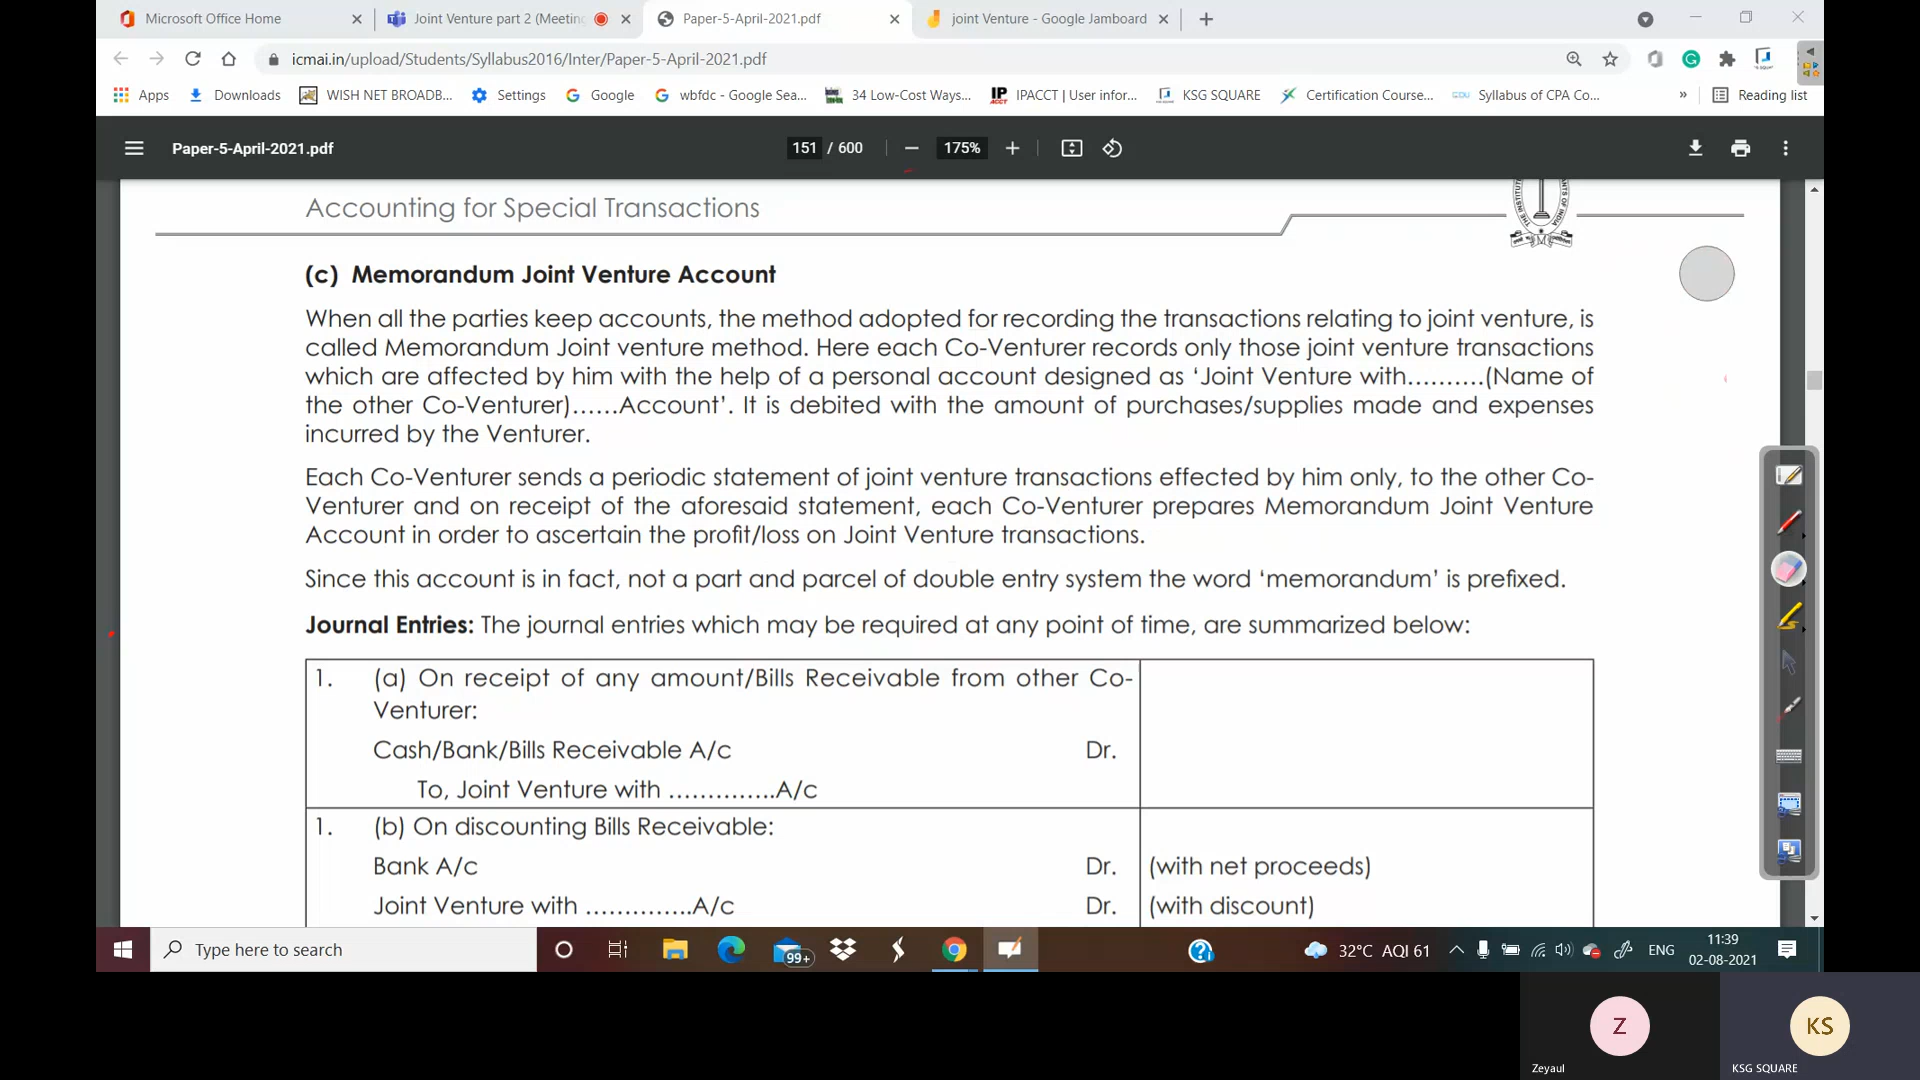 Microsoft Office Home
Joint Venture part 2 (Meetin
Paper-5-April-2021.pdf
joint Venture - Google Jamboard
icmai.in/upload/Students/Syllabus2016/Inter/Paper-5-April-2021.pdf
Apps
Downloads
WISH NET BROADB...
Settings
Google
wbfdc - Google Sea...
34 Low-Cost Ways...
IPACCT | User infor...
KSG SQUARE
Certification Course...
Syllabus of CPA Co...
»
Reading list
Paper-5-April-2021.pdf
151 / 600
175%
Accounting for Special Transactions
(c) Memorandum Joint Venture Account
When all the parties keep accounts, the method adopted for recording the transactions relating to joint venture, is
called Memorandum Joint venture method. Here each Co-Venturer records only those joint venture transactions
which are affected by him with the help of a personal account designed as ‘Joint Venture with……….(Name of
the other Co-Venturer)……Account’. It is debited with the amount of purchases/supplies made and expenses
incurred by the Venturer.
Each Co-Venturer sends a periodic statement of joint venture transactions effected by him only, to the other Co-
Venturer and on receipt of the aforesaid statement, each Co-Venturer prepares Memorandum Joint Venture
Account in order to ascertain the profit/loss on Joint Venture transactions.
Since this account is in fact, not a part and parcel of double entry system the word ‘memorandum’ is prefixed.
Journal Entries: The journal entries which may be required at any point of time, are summarized below:
1. (a) On receipt of any amount/Bills Receivable from other Co-
Venturer:
Cash/Bank/Bills Receivable A/c Dr.
To, Joint Venture with …………..A/c
1. (b) On discounting Bills Receivable:
Bank A/c Dr. (with net proceeds)
Joint Venture with …………..A/c Dr. (with discount)
Type here to search
99+
32°C AQI 61
ENG
11:39
02-08-2021
Z
KS
Zeyaul
KSG SQUARE